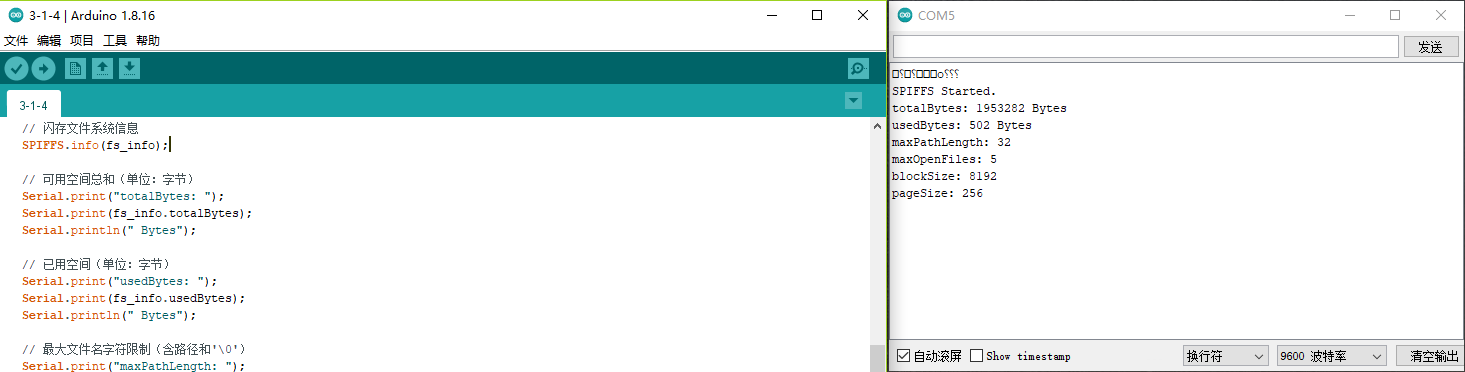 3-1-4 | Arduino 1.8.16
文件 编辑 项目 工具 帮助
3-1-4
// 闪存文件系统信息
SPIFFS.info(fs_info);
// 可用空间总和（单位：字节）
Serial.print("totalBytes: ");
Serial.print(fs_info.totalBytes);
Serial.println(" Bytes");
// 已用空间（单位：字节）
Serial.print("usedBytes: ");
Serial.print(fs_info.usedBytes);
Serial.println(" Bytes");
// 最大文件名字符限制（含路径和'\0'）
Serial.print("maxPathLength: ");
COM5
发送
SPIFFS Started.
totalBytes: 1953282 Bytes
usedBytes: 502 Bytes
maxPathLength: 32
maxOpenFiles: 5
blockSize: 8192
pageSize: 256
自动滚屏 Show timestamp
换行符
9600 波特率
清空输出